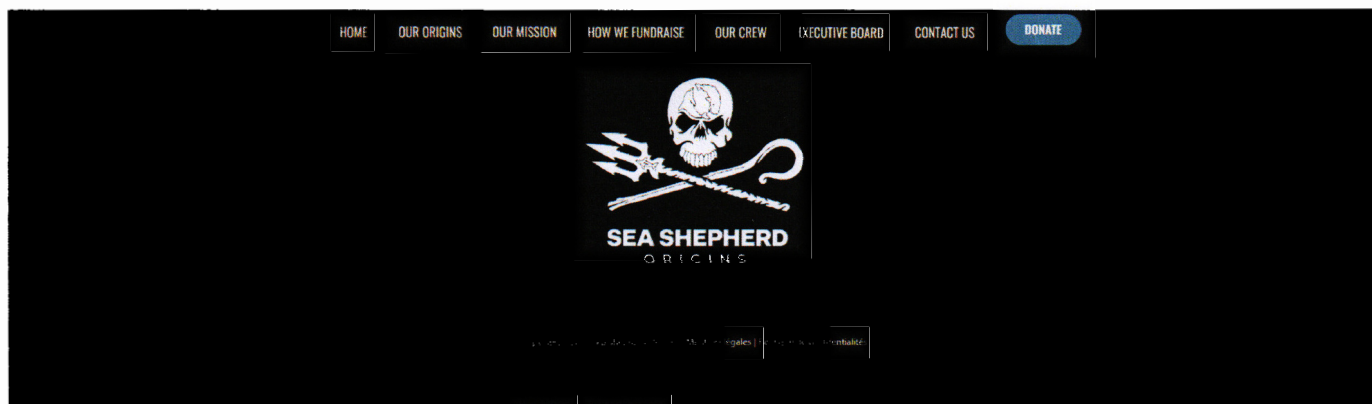 HOME OUR ORIGINS OUR MISSION HOW WE FUNDRAISE OUR CREW EXECUTIVE BOARD CONTACT US DONATE
SEA SHEPHERD
ORIGINS